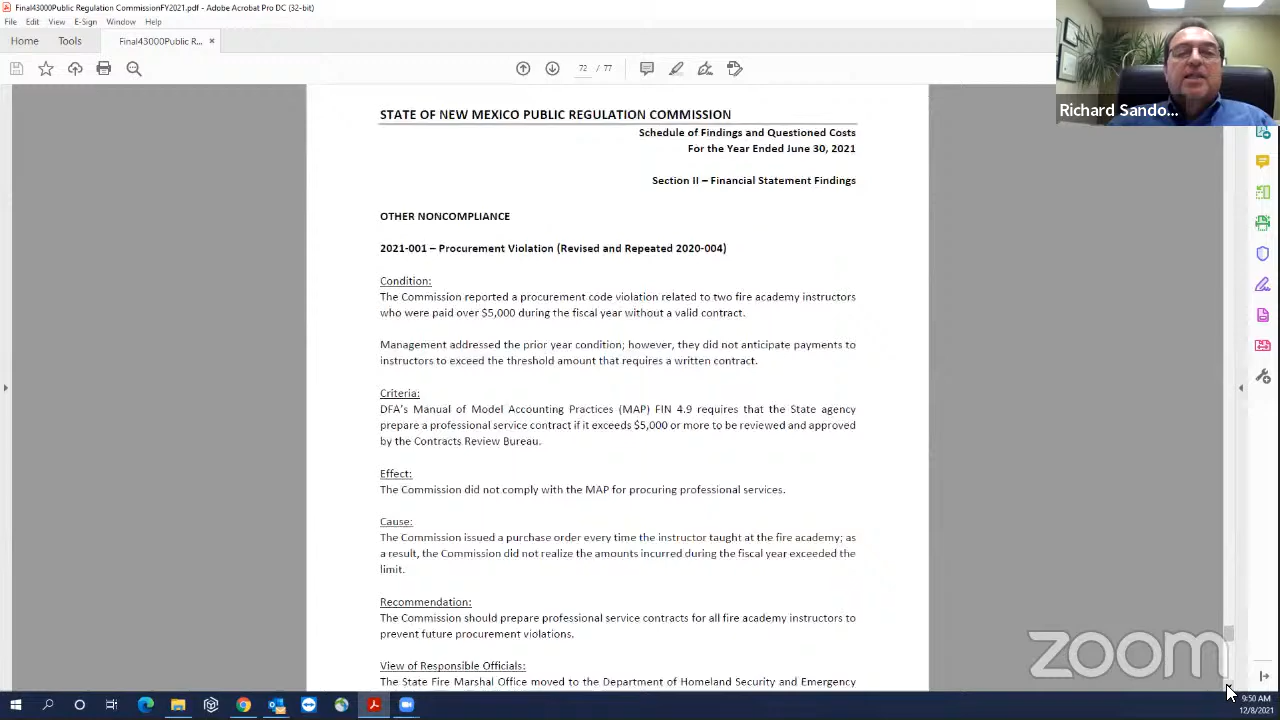 Final43000Public Regulation CommissionFY2021.pdf - Adobe Acrobat Pro DC (32-bit)
File Edit View E-Sign Window Help
Home Tools Final43000Public R... ×
72 / 77
Richard Sando...
STATE OF NEW MEXICO PUBLIC REGULATION COMMISSION
Schedule of Findings and Questioned Costs
For the Year Ended June 30, 2021
Section II – Financial Statement Findings
OTHER NONCOMPLIANCE
2021-001 – Procurement Violation (Revised and Repeated 2020-004)
Condition:
The Commission reported a procurement code violation related to two fire academy instructors
who were paid over $5,000 during the fiscal year without a valid contract.
Management addressed the prior year condition; however, they did not anticipate payments to
instructors to exceed the threshold amount that requires a written contract.
Criteria:
DFA's Manual of Model Accounting Practices (MAP) FIN 4.9 requires that the State agency
prepare a professional service contract if it exceeds $5,000 or more to be reviewed and approved
by the Contracts Review Bureau.
Effect:
The Commission did not comply with the MAP for procuring professional services.
Cause:
The Commission issued a purchase order every time the instructor taught at the fire academy; as
a result, the Commission did not realize the amounts incurred during the fiscal year exceeded the
limit.
Recommendation:
The Commission should prepare professional service contracts for all fire academy instructors to
prevent future procurement violations.
View of Responsible Officials:
The State Fire Marshal Office moved to the Department of Homeland Security and Emergency
zoom
9:50 AM
12/8/2021